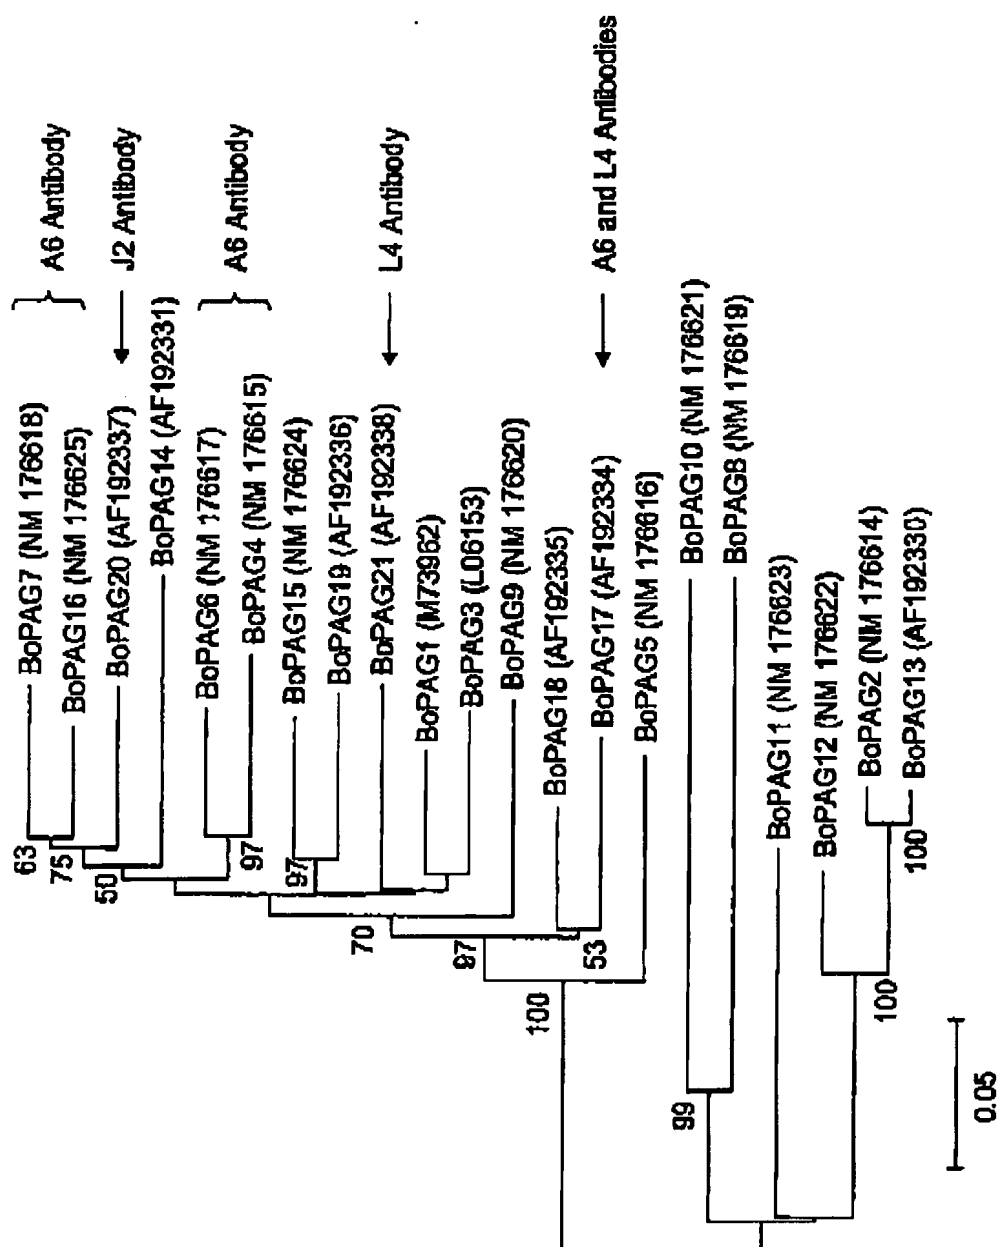 BoPAG7 (NM 176618)
BoPAG16 (NM 176625)
A6 Antibody
BoPAG20 (AF192337)
J2 Antibody
BoPAG14 (AF192331)
BoPAG6 (NM 176617)
BoPAG4 (NM 176615)
A6 Antibody
BoPAG15 (NM 176624)
BoPAG19 (AF192336)
BoPAG21 (AF192338)
L4 Antibody
BoPAG1 (M73962)
BoPAG3 (L06153)
BoPAG9 (NM 176620)
BoPAG18 (AF192335)
BoPAG17 (AF192334)
A6 and L4 Antibodies
BoPAG5 (NM 176616)
BoPAG10 (NM 176621)
BoPAG8 (NM 176619)
BoPAG11 (NM 176623)
BoPAG12 (NM 176622)
BoPAG2 (NM 176614)
BoPAG13 (AF192330)
63
75
50
97
97
70
97
53
100
99
100
100
0.05